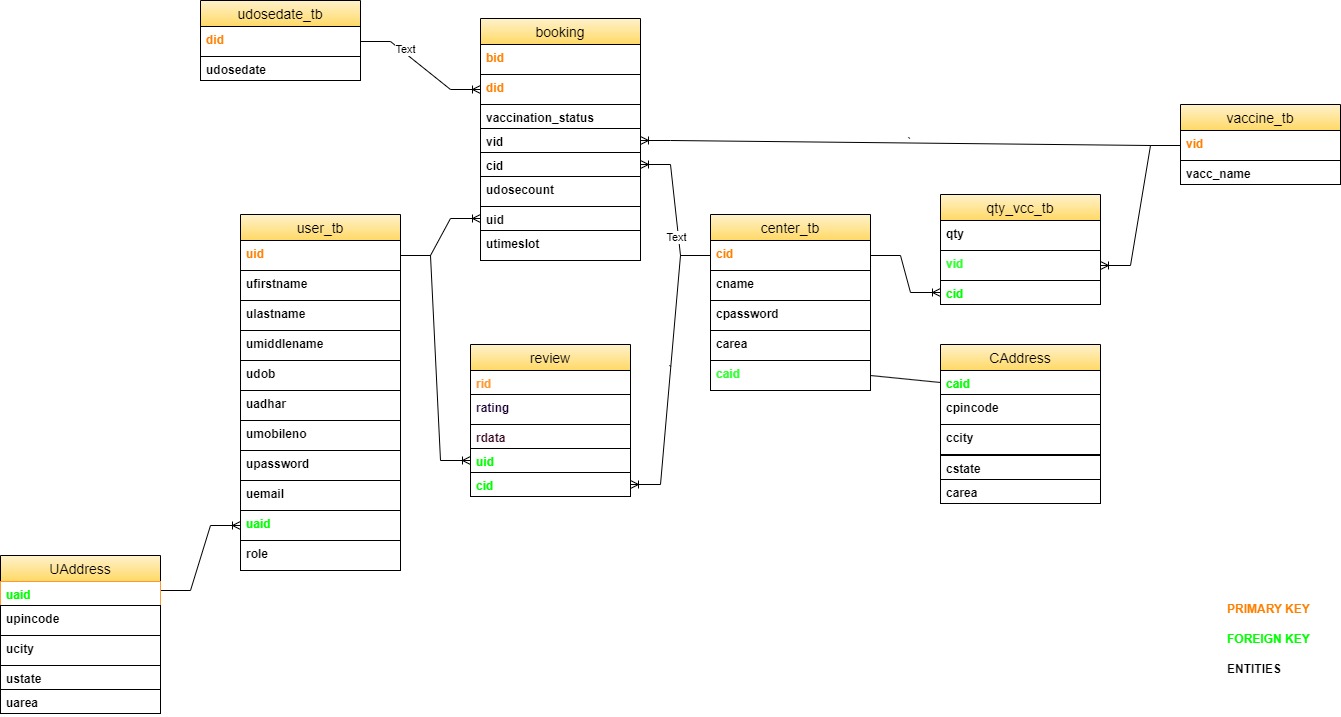 udosedate_tb
did
udosedate
Text
booking
bid
did
vaccination_status
vid
cid
udosecount
uid
utimeslot
`
vaccine_tb
vid
vacc_name
user_tb
uid
ufirstname
ulastname
umiddlename
udob
uadhar
umobileno
upassword
uemail
uaid
role
Text
center_tb
cid
cname
cpassword
carea
caid
qty_vcc_tb
qty
vid
cid
review
rid
rating
rdata
uid
cid
CAddress
caid
cpincode
ccity
cstate
carea
UAddress
uaid
upincode
ucity
ustate
uarea
PRIMARY KEY
FOREIGN KEY
ENTITIES